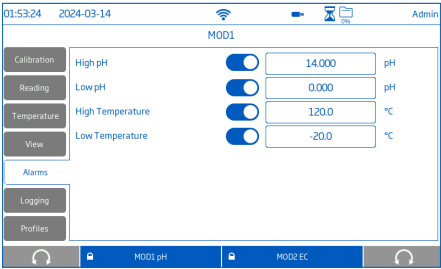 01:53:24 2024-03-14 0% Admin
MOD1
Calibration
High pH 14.000 pH
Reading
Low pH 0.000 pH
Temperature
High Temperature 120.0 °C
View
Low Temperature -20.0 °C
Alarms
Logging
Profiles
MOD1 pH MOD2 EC